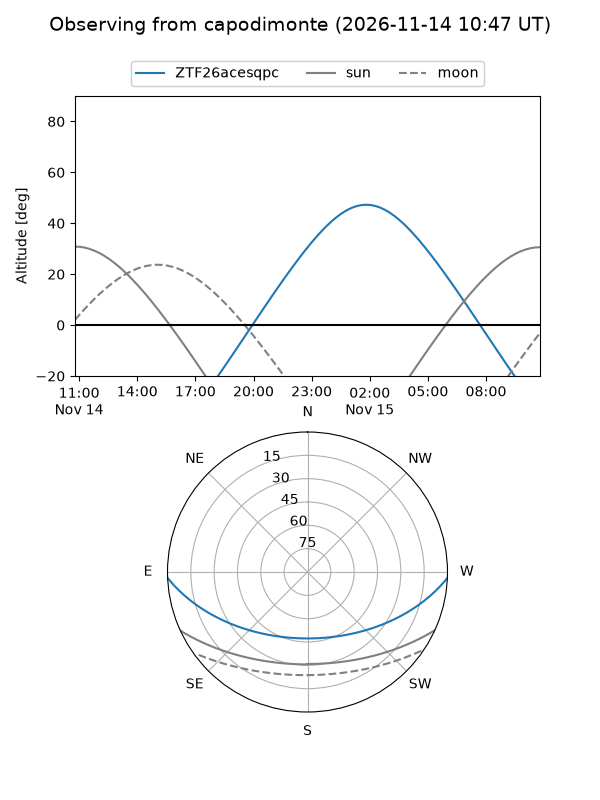 Observing from capodimonte (2026-11-14 10:47 UT)
ZTF26acesqpc sun moon
80
60
40
20
0
−20
Altitude [deg]
11:00 14:00 17:00 20:00 23:00 02:00 05:00 08:00
Nov 14 Nov 15
N
NE NW
15
30
45
60
75
E W
SE SW
S